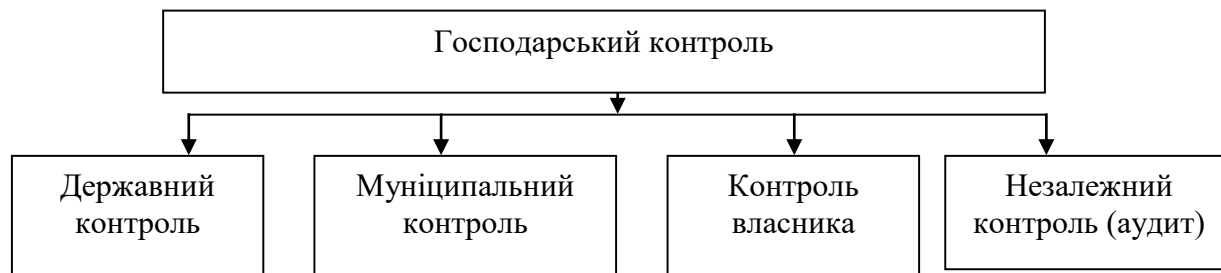 Господарський контроль
Державний
контроль
Муніципальний
контроль
Контроль
власника
Незалежний
контроль (аудит)